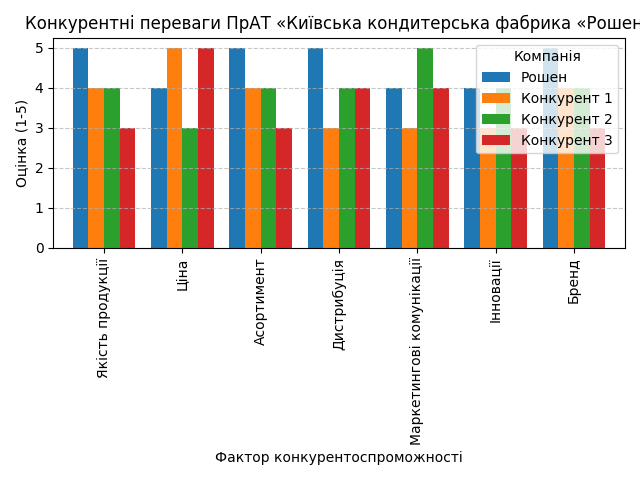 Конкурентні переваги ПрАТ «Київська кондитерська фабрика «Рошен
Оцінка (1-5)
5
4
3
2
1
0
Компанія
Рошен
Конкурент 1
Конкурент 2
Конкурент 3
Якість продукції
Ціна
Асортимент
Дистрибуція
Маркетингові комунікації
Інновації
Бренд
Фактор конкурентоспроможності